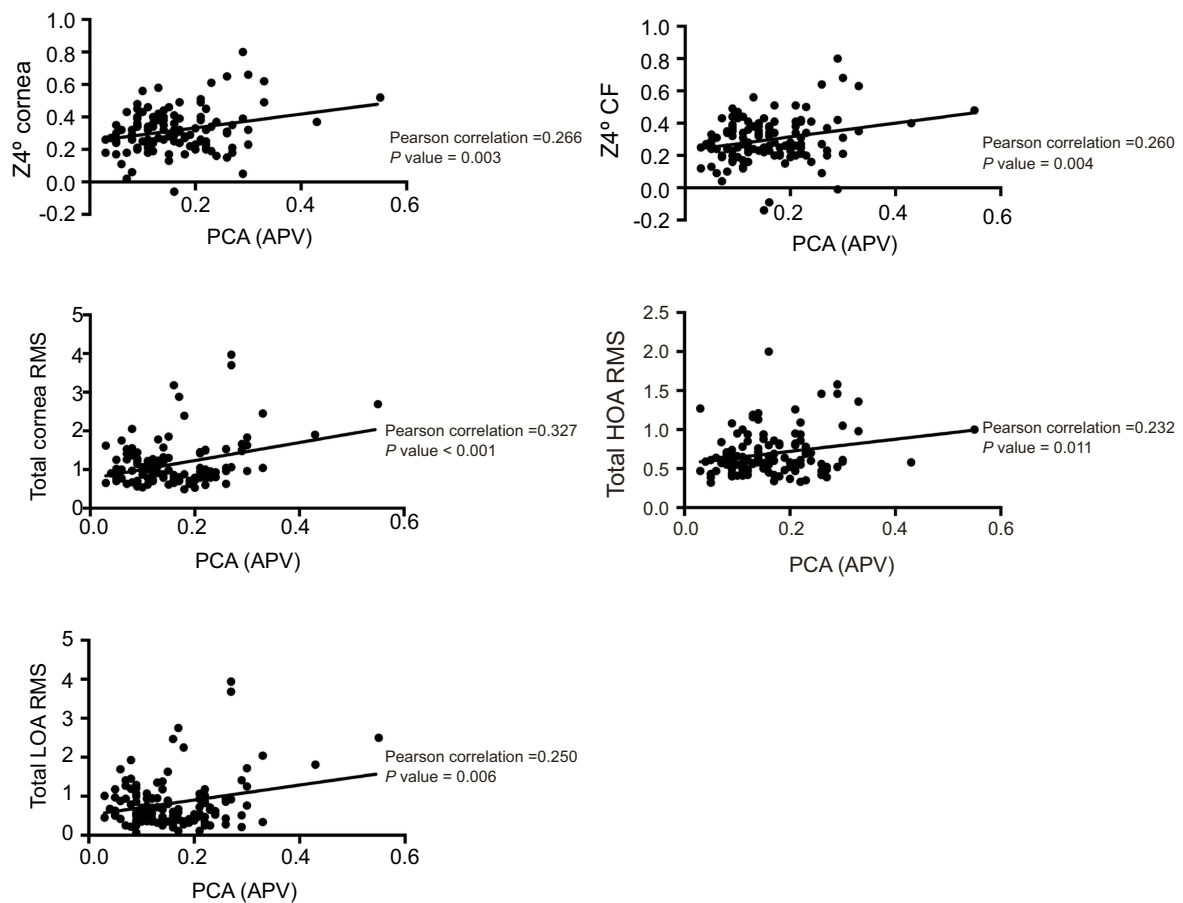 1.0
0.8
0.6
0.4
0.2
0.0
-0.2
Z4º cornea
0.2
0.4
0.6
PCA (APV)
Pearson correlation =0.266
P value = 0.003
1.0
0.8
0.6
0.4
0.2
0.0
-0.2
Z4º CF
0.2
0.4
0.6
PCA (APV)
Pearson correlation =0.260
P value = 0.004
5
4
3
2
1
0
Total cornea RMS
0.0
0.2
0.4
0.6
PCA (APV)
Pearson correlation =0.327
P value < 0.001
2.5
2.0
1.5
1.0
0.5
0.0
Total HOA RMS
0.0
0.2
0.4
0.6
PCA (APV)
Pearson correlation =0.232
P value = 0.011
5
4
3
2
1
0
Total LOA RMS
0.0
0.2
0.4
0.6
PCA (APV)
Pearson correlation =0.250
P value = 0.006